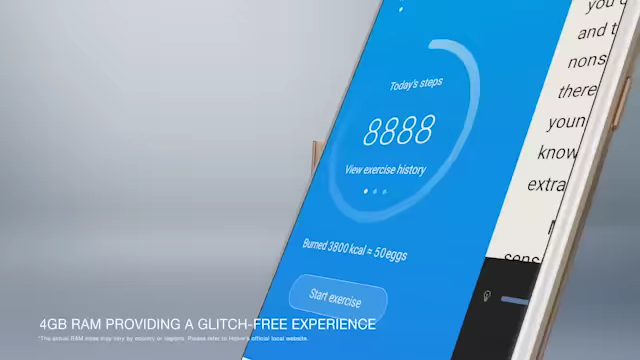 Today's steps
8888
View exercise history
Burned 3800 kcal ≈ 50 eggs
Start exercise
you
and t
nons
there
youn
know
extra
sens
4GB RAM PROVIDING A GLITCH-FREE EXPERIENCE
*The actual RAM sizes may vary by country or regions. Please refer to Honor's official local website.